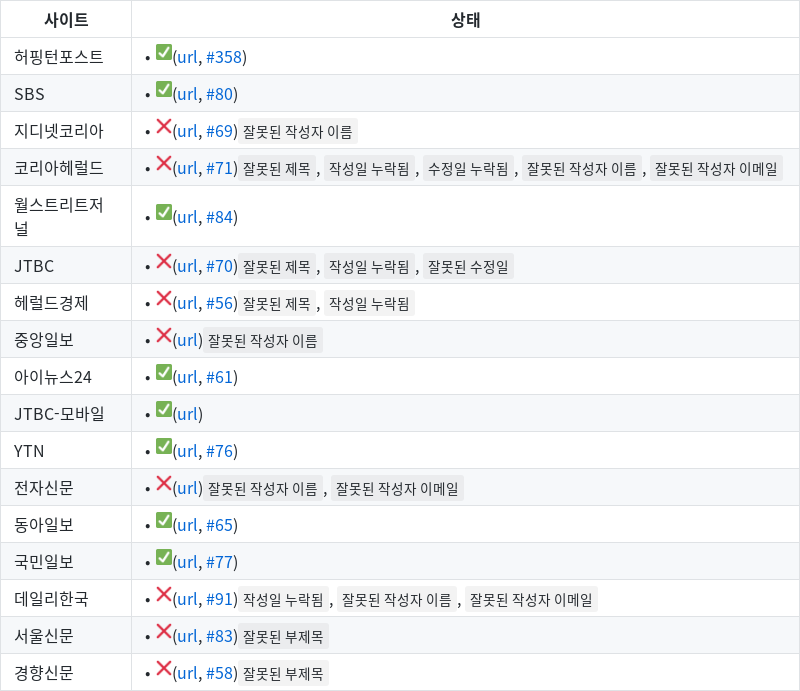 사이트 상태
허핑턴포스트 • ✅(url, #358)
SBS • ✅(url, #80)
지디넷코리아 • ❌(url, #69) 잘못된 작성자 이름
코리아헤럴드 • ❌(url, #71) 잘못된 제목 , 작성일 누락됨 , 수정일 누락됨 , 잘못된 작성자 이름 , 잘못된 작성자 이메일
월스트리트저
널 • ✅(url, #84)
JTBC • ❌(url, #70) 잘못된 제목 , 작성일 누락됨 , 잘못된 수정일
헤럴드경제 • ❌(url, #56) 잘못된 제목 , 작성일 누락됨
중앙일보 • ❌(url) 잘못된 작성자 이름
아이뉴스24 • ✅(url, #61)
JTBC-모바일 • ✅(url)
YTN • ✅(url, #76)
전자신문 • ❌(url) 잘못된 작성자 이름 , 잘못된 작성자 이메일
동아일보 • ✅(url, #65)
국민일보 • ✅(url, #77)
데일리한국 • ❌(url, #91) 작성일 누락됨 , 잘못된 작성자 이름 , 잘못된 작성자 이메일
서울신문 • ❌(url, #83) 잘못된 부제목
경향신문 • ❌(url, #58) 잘못된 부제목